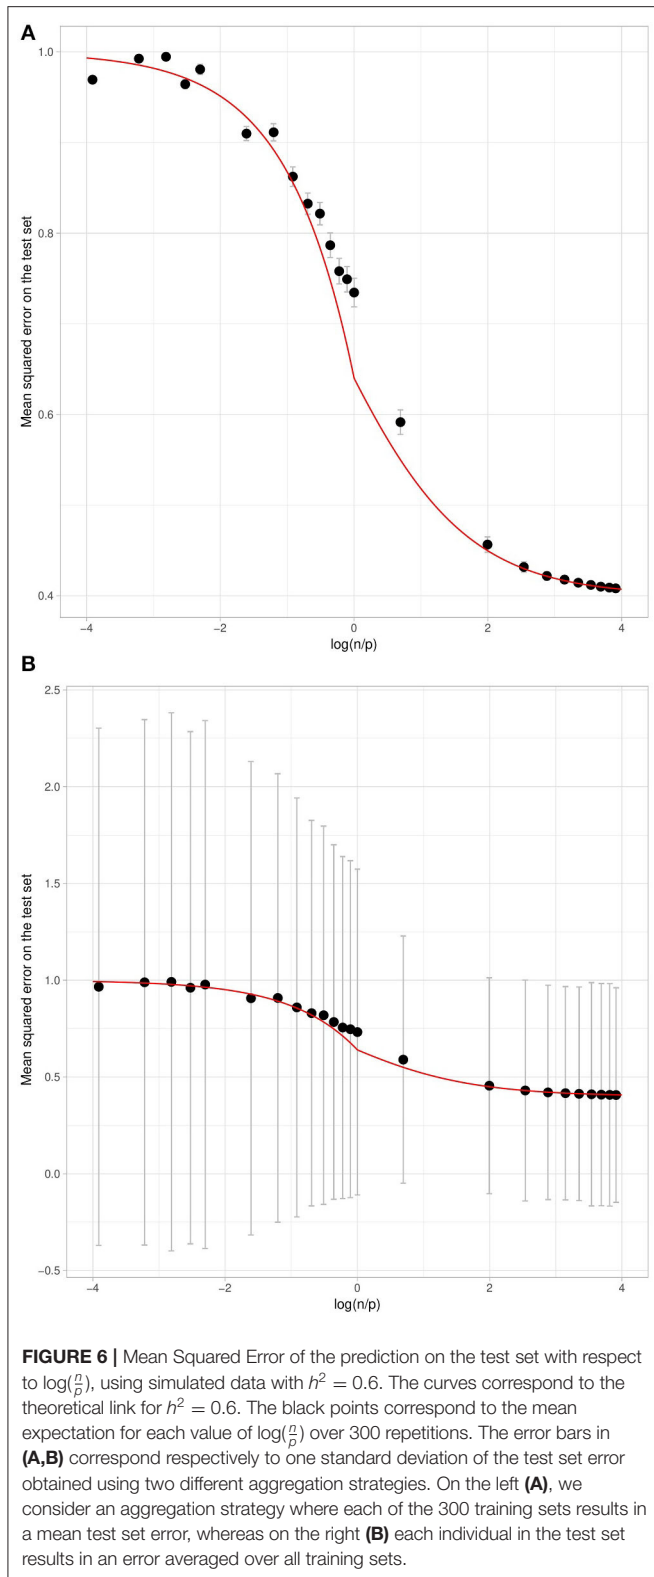 A
Mean squared error on the test set
1.0
0.8
0.6
0.4
−4
−2
0
2
4
log(n/p)
B
Mean squared error on the test set
2.5
2.0
1.5
1.0
0.5
0.0
−0.5
−4
−2
0
2
4
log(n/p)
FIGURE 6 | Mean Squared Error of the prediction on the test set with respect
to log(n/p), using simulated data with h² = 0.6. The curves correspond to the
theoretical link for h² = 0.6. The black points correspond to the mean
expectation for each value of log(n/p) over 300 repetitions. The error bars in
(A,B) correspond respectively to one standard deviation of the test set error
obtained using two different aggregation strategies. On the left (A), we
consider an aggregation strategy where each of the 300 training sets results in
a mean test set error, whereas on the right (B) each individual in the test set
results in an error averaged over all training sets.